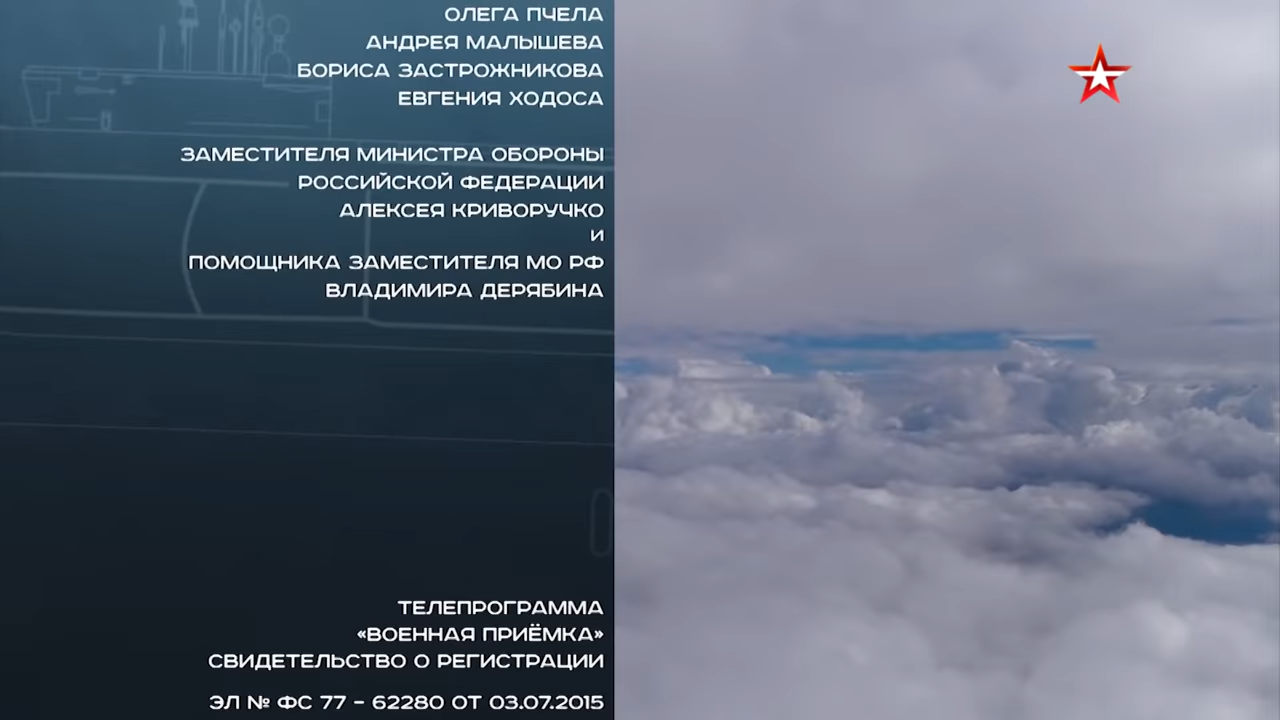 ОЛЕГА ПЧЕЛА
АНДРЕЯ МАЛЫШЕВА
БОРИСА ЗАСТРОЖНИКОВА
ЕВГЕНИЯ ХОДОСА
ЗАМЕСТИТЕЛЯ МИНИСТРА ОБОРОНЫ
РОССИЙСКОЙ ФЕДЕРАЦИИ
АЛЕКСЕЯ КРИВОРУЧКО
И
ПОМОЩНИКА ЗАМЕСТИТЕЛЯ МО РФ
ВЛАДИМИРА ДЕРЯБИНА
ТЕЛЕПРОГРАММА
«ВОЕННАЯ ПРИЁМКА»
СВИДЕТЕЛЬСТВО О РЕГИСТРАЦИИ
ЭЛ № ФС 77 - 62280 ОТ 03.07.2015